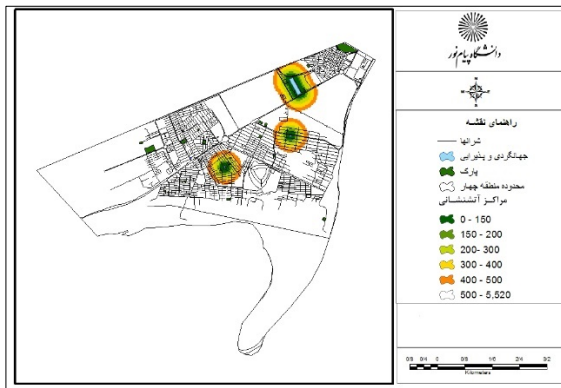 دانشگاه پیام نور
راهنمای نقشه
شریانها
جهانگردی و پذیرایی
پارک
محدوده منطقه چهار
مراکز آتشنشانی
0 - 150
150 - 200
200- 300
300 - 400
400 - 500
500 - 5,520
Kilometers